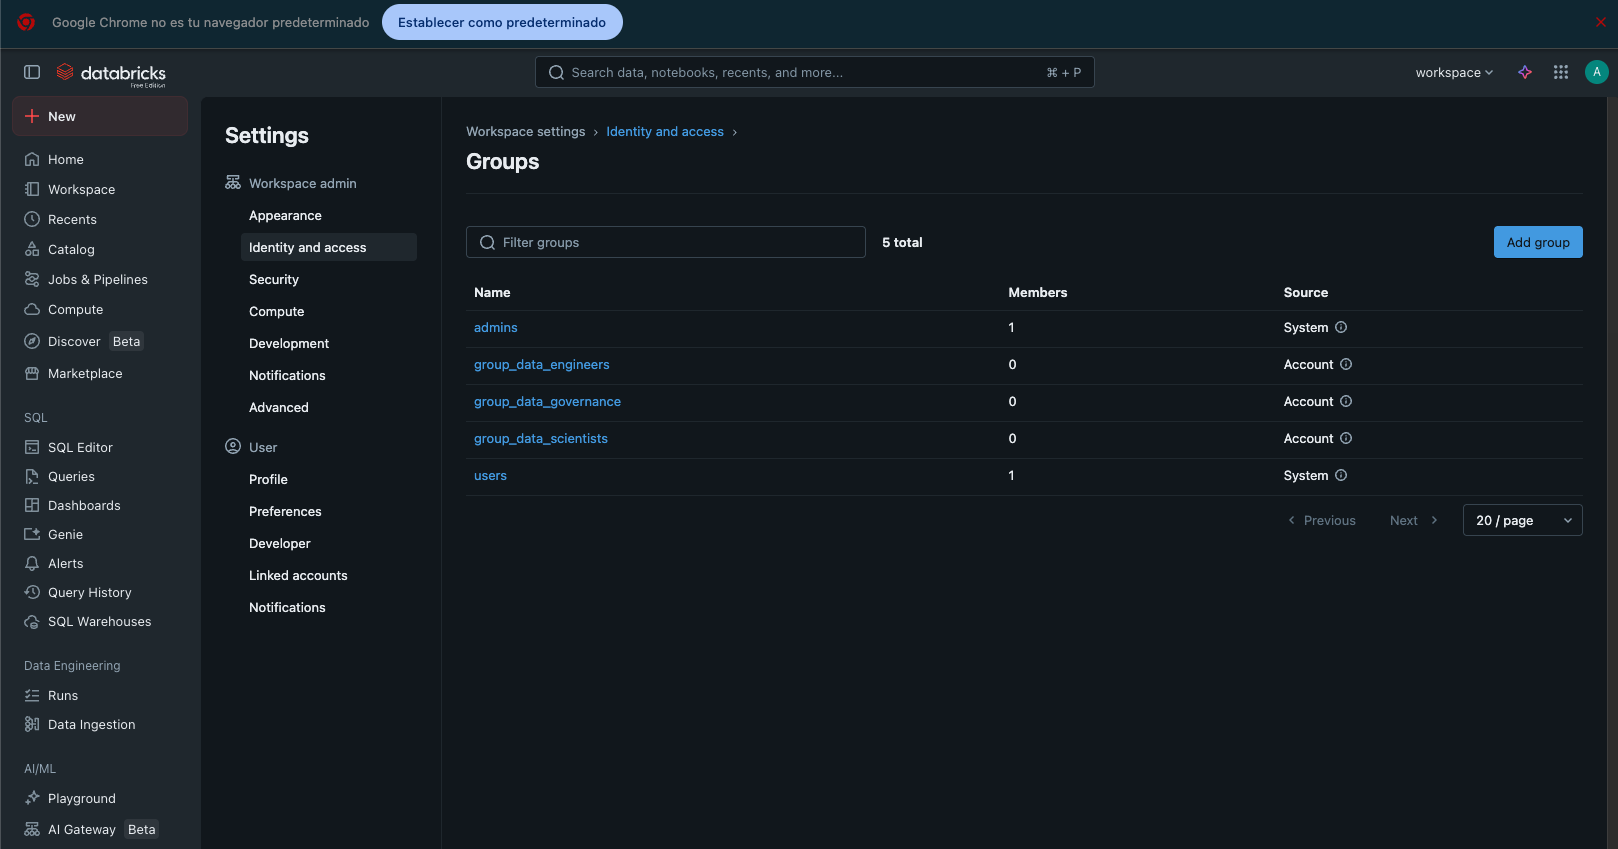 Google Chrome no es tu navegador predeterminado
Establecer como predeterminado
databricks
Free Edition
Search data, notebooks, recents, and more...
⌘ + P
workspace
A
New
Home
Workspace
Recents
Catalog
Jobs & Pipelines
Compute
Discover Beta
Marketplace
SQL
SQL Editor
Queries
Dashboards
Genie
Alerts
Query History
SQL Warehouses
Data Engineering
Runs
Data Ingestion
AI/ML
Playground
AI Gateway Beta
Settings
Workspace admin
Appearance
Identity and access
Security
Compute
Development
Notifications
Advanced
User
Profile
Preferences
Developer
Linked accounts
Notifications
Workspace settings › Identity and access ›
Groups
Filter groups
5 total
Add group
Name Members Source
admins 1 System
group_data_engineers 0 Account
group_data_governance 0 Account
group_data_scientists 0 Account
users 1 System
Previous Next 20 / page